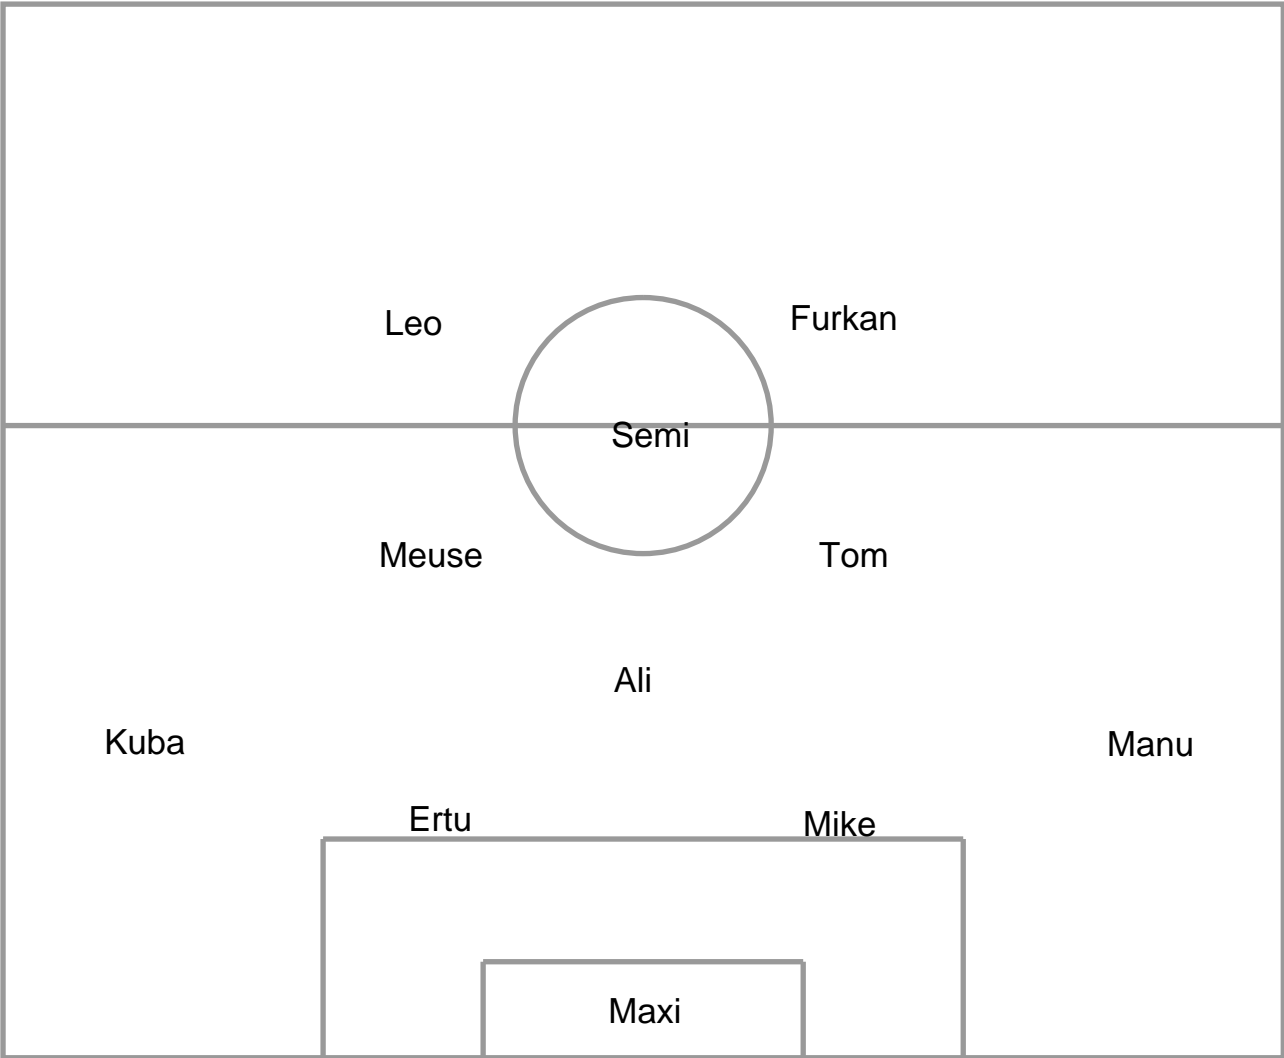 Leo
Furkan
Semi
Meuse
Tom
Ali
Kuba
Manu
Ertu
Mike
Maxi